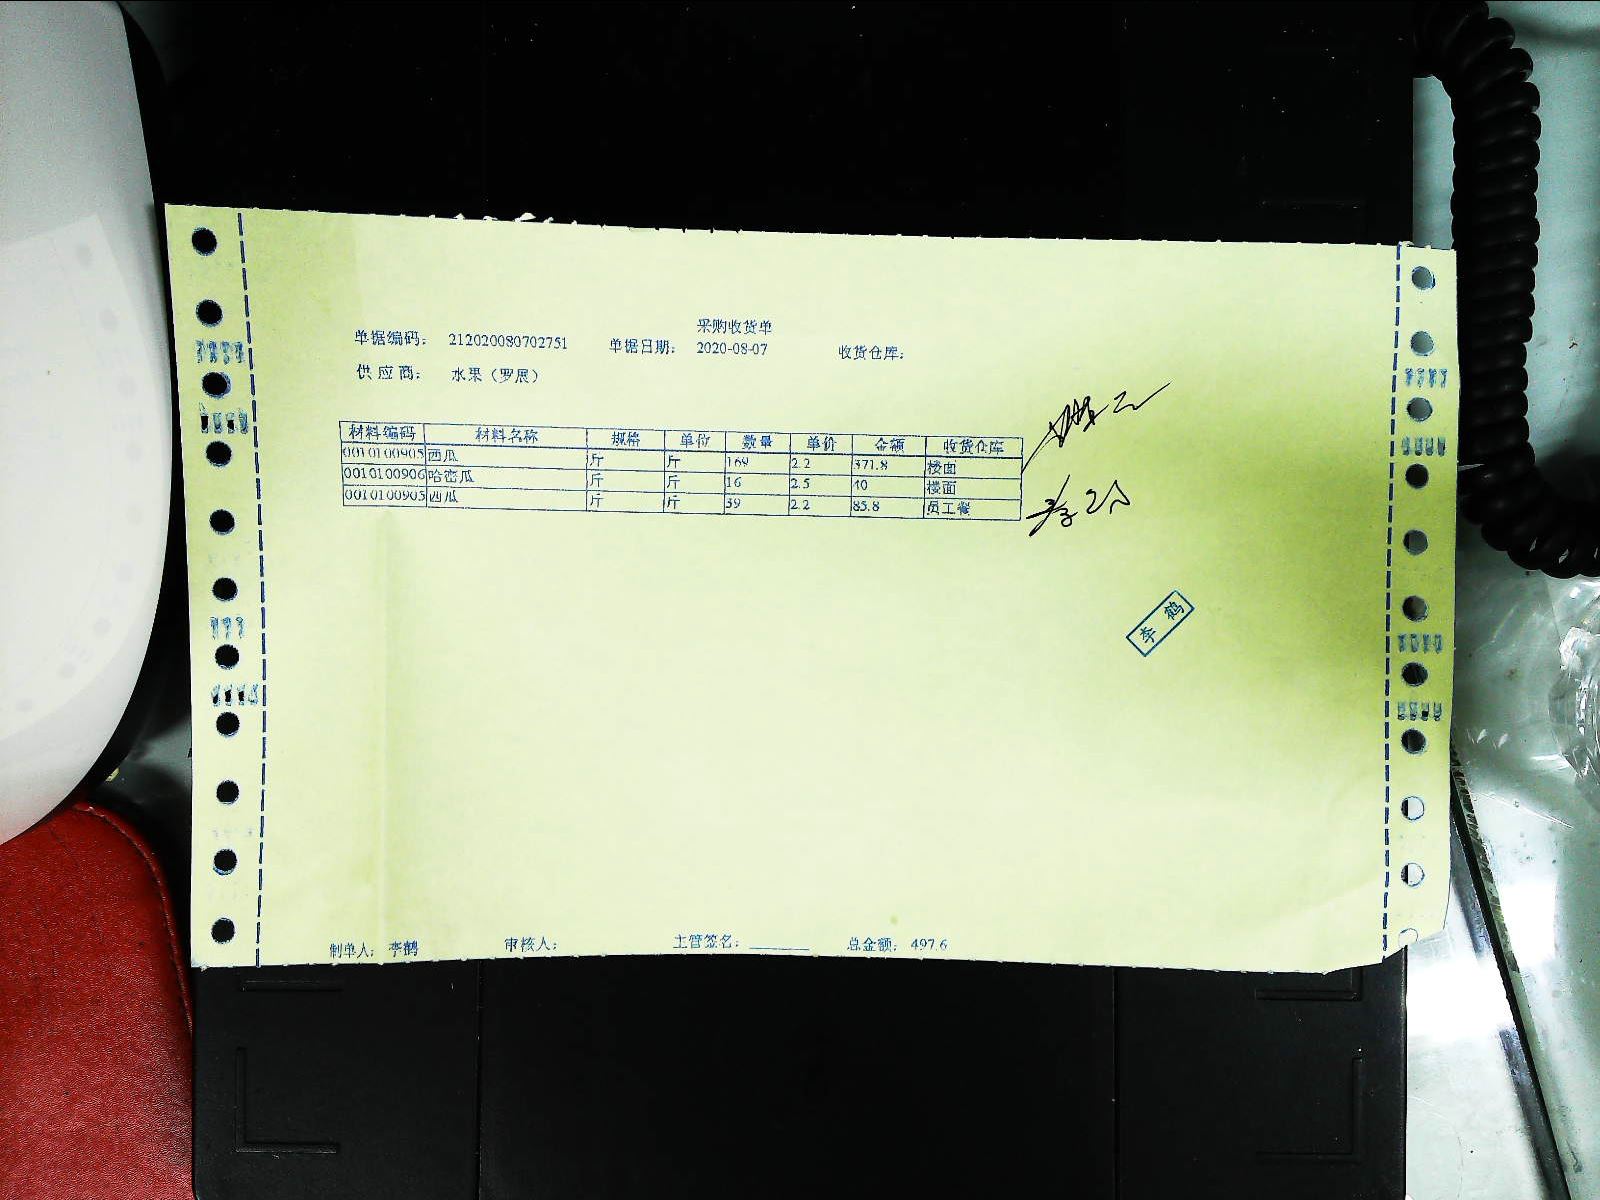 采购收货单
单据编码： 212020080702751 单据日期： 2020-08-07 收货仓库：
供 应 商： 水果（罗展）
材料编码 材料名称 规格 单位 数量 单价 金额 收货仓库
0010100905 西瓜 斤 斤 169 2.2 371.8 楼面
0010100906 哈密瓜 斤 斤 16 2.5 40 楼面
0010100905 西瓜 斤 斤 39 2.2 85.8 员工餐
李鹤
制单人： 李鹤 审核人： 主管签名： 总金额： 497.6